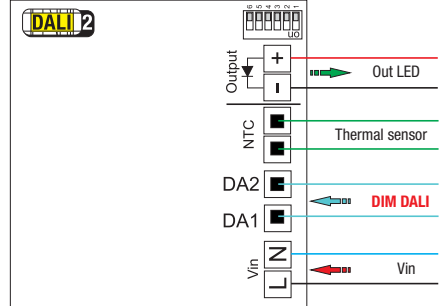 DALI 2
6 5 4 3 2 1
ON
Output
+
-
Out LED
NTC
Thermal sensor
DA2
DA1
DIM DALI
Vin
N
L
Vin